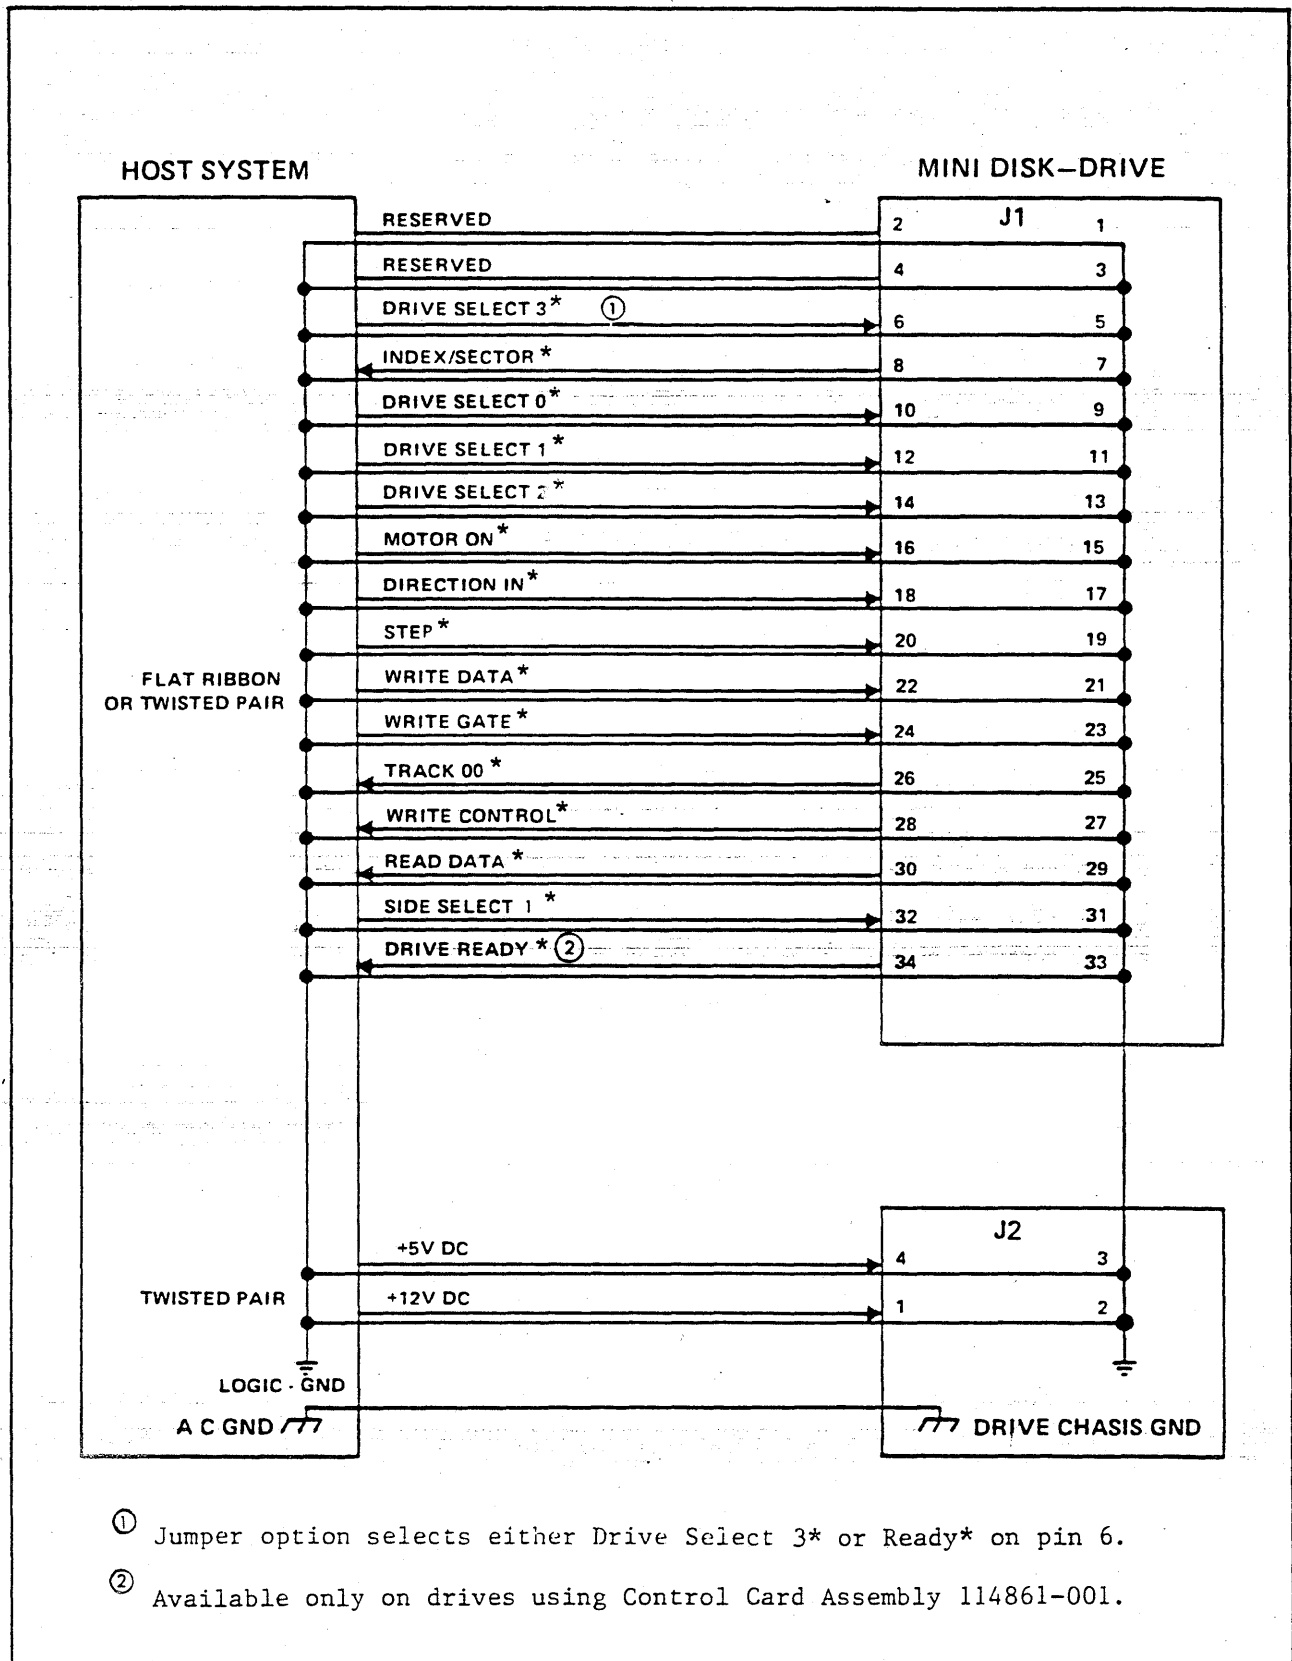 HOST SYSTEM
MINI DISK–DRIVE
J1
RESERVED 2 1
RESERVED 4 3
DRIVE SELECT 3* ① 6 5
INDEX/SECTOR * 8 7
DRIVE SELECT 0* 10 9
DRIVE SELECT 1* 12 11
DRIVE SELECT 2* 14 13
MOTOR ON* 16 15
DIRECTION IN* 18 17
STEP* 20 19
FLAT RIBBON
OR TWISTED PAIR
WRITE DATA* 22 21
WRITE GATE* 24 23
TRACK 00 * 26 25
WRITE CONTROL* 28 27
READ DATA * 30 29
SIDE SELECT 1 * 32 31
DRIVE READY * ② 34 33
J2
+5V DC 4 3
TWISTED PAIR
+12V DC 1 2
LOGIC - GND
A C GND
DRIVE CHASIS GND
① Jumper option selects either Drive Select 3* or Ready* on pin 6.
② Available only on drives using Control Card Assembly 114861-001.